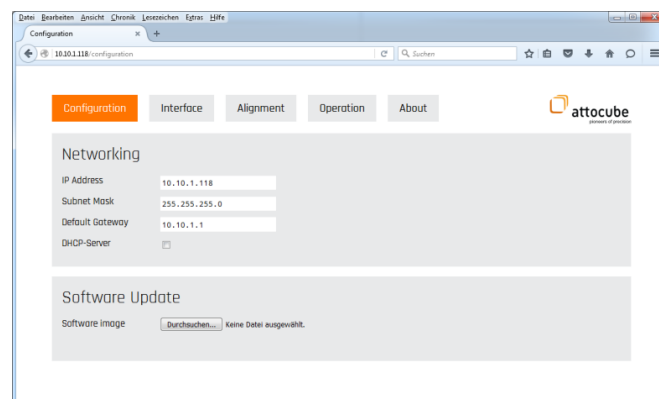 Datei Bearbeiten Ansicht Chronik Lesezeichen Extras Hilfe
Configuration × +
10.10.1.118/configuration Suchen
Configuration Interface Alignment Operation About
attocube
pioneers of precision
Networking
IP Address 10.10.1.118
Subnet Mask 255.255.255.0
Default Gateway 10.10.1.1
DHCP-Server
Software Update
Software image Durchsuchen... Keine Datei ausgewählt.